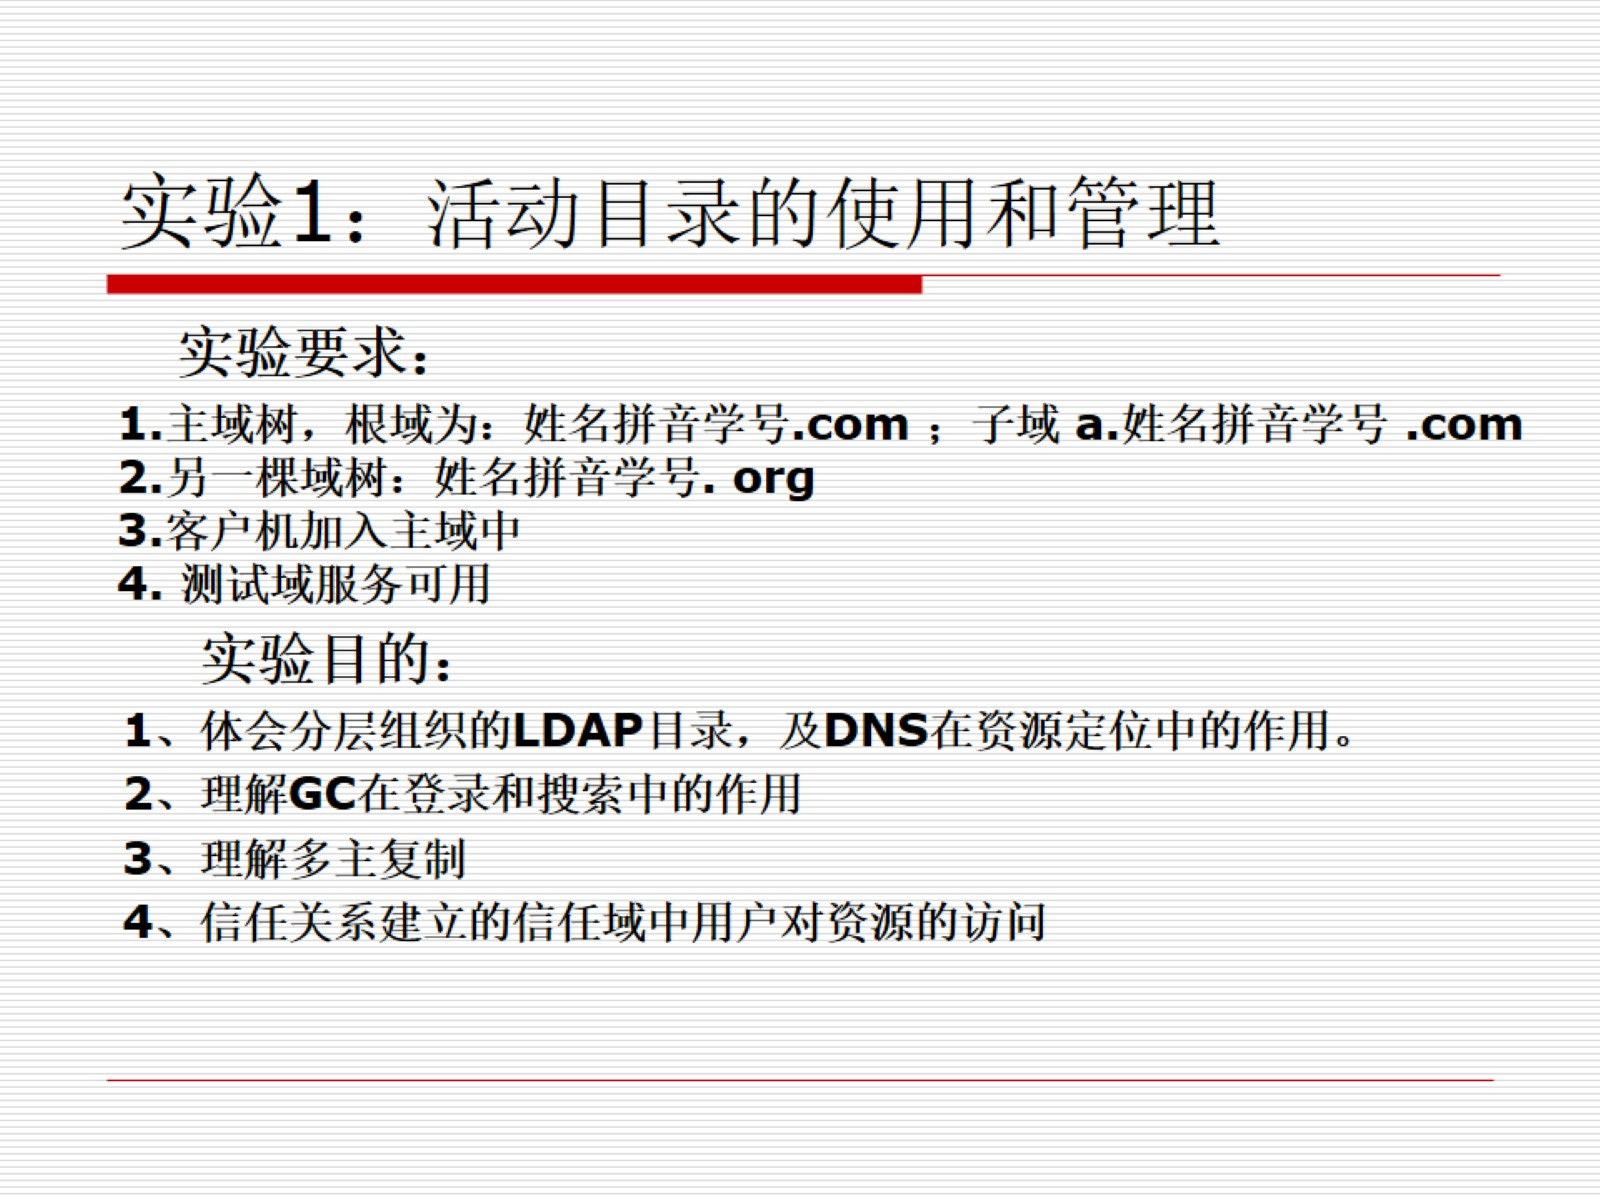 实验1：活动目录的使用和管理
实验要求：
1.主域树，根域为：姓名拼音学号.com ；子域 a.姓名拼音学号 .com
2.另一棵域树：姓名拼音学号. org
3.客户机加入主域中
4. 测试域服务可用
实验目的：
1、体会分层组织的LDAP目录，及DNS在资源定位中的作用。
2、理解GC在登录和搜索中的作用
3、理解多主复制
4、信任关系建立的信任域中用户对资源的访问